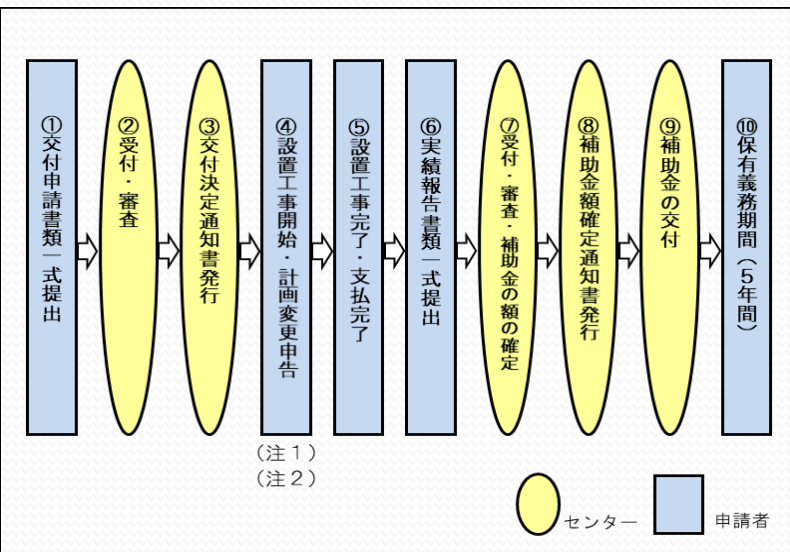 ①交付申請書類一式提出
②受付・審査
③交付決定通知書発行
④設置工事開始・計画変更申告
⑤設置工事完了・支払完了
⑥実績報告書類一式提出
⑦受付・審査・補助金の額の確定
⑧補助金額確定通知書発行
⑨補助金の交付
⑩保有義務期間（５年間）
（注１）
（注２）
センター
申請者